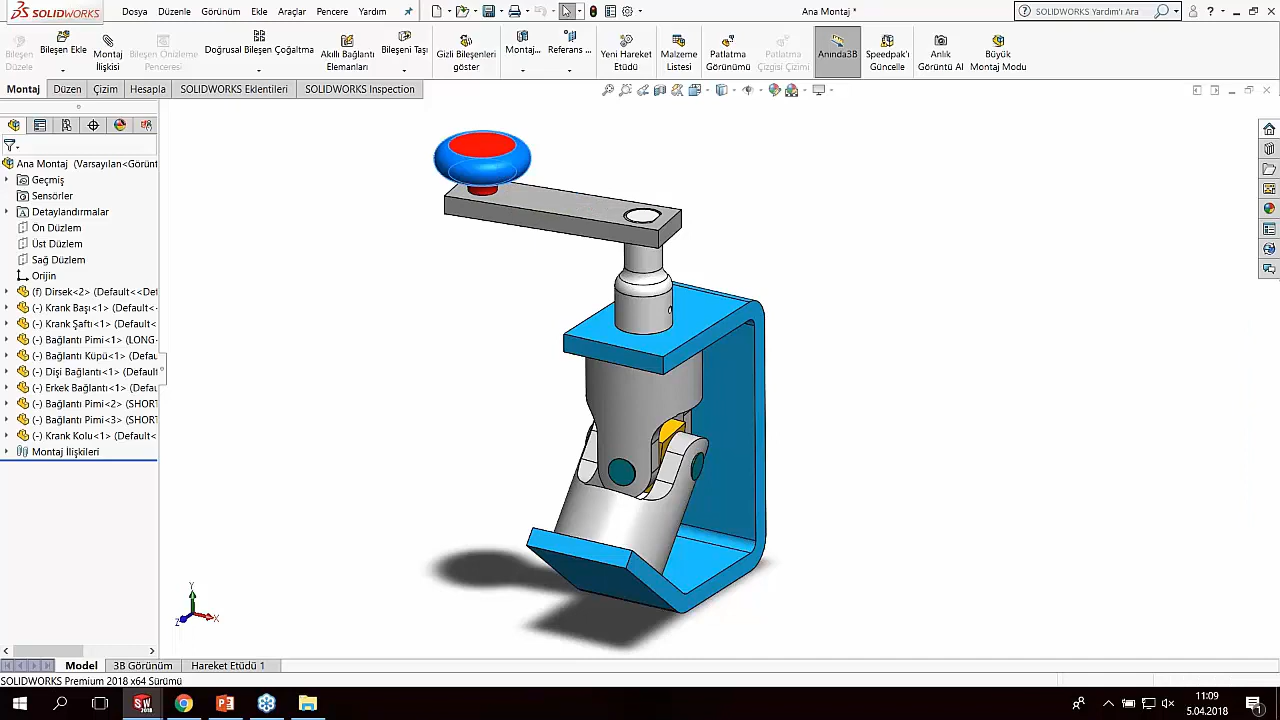 SOLIDWORKS
Dosya Düzenle Görünüm Ekle Araçlar Pencere Yardım
Ana Montaj *
SOLIDWORKS Yardım'ı Ara
Bileşen Düzele
Bileşen Ekle
Montaj İlişkisi
Bileşen Önizleme Penceresi
Doğrusal Bileşen Çoğaltma
Akıllı Bağlantı Elemanları
Bileşeni Taşı
Gizli Bileşenleri göster
Montaj...
Referans ...
Yeni Hareket Etüdü
Malzeme Listesi
Patlatma Görünümü
Patlatma Çizgisi Çizimi
Anında3B
Speedpak'ı Güncelle
Anlık Görüntü Al
Büyük Montaj Modu
Montaj Düzen Çizim Hesapla SOLIDWORKS Eklentileri SOLIDWORKS Inspection
Ana Montaj (Varsayılan<Görünt
Geçmiş
Sensörler
Detaylandırmalar
Ön Düzlem
Üst Düzlem
Sağ Düzlem
Orijin
(f) Dirsek<2> (Default<<Def
(-) Krank Başı<1> (Default<-
(-) Krank Şaftı<1> (Default<
(-) Bağlantı Pimi<1> (LONG-
(-) Bağlantı Küpü<1> (Defau
(-) Dişi Bağlantı<1> (Default
(-) Erkek Bağlantı<1> (Defau
(-) Bağlantı Pimi<2> (SHORT
(-) Bağlantı Pimi<3> (SHORT
(-) Krank Kolu<1> (Default<
Montaj İlişkileri
Y
Z X
Model 3B Görünüm Hareket Etüdü 1
SOLIDWORKS Premium 2018 x64 Sürümü
11:09
5.04.2018